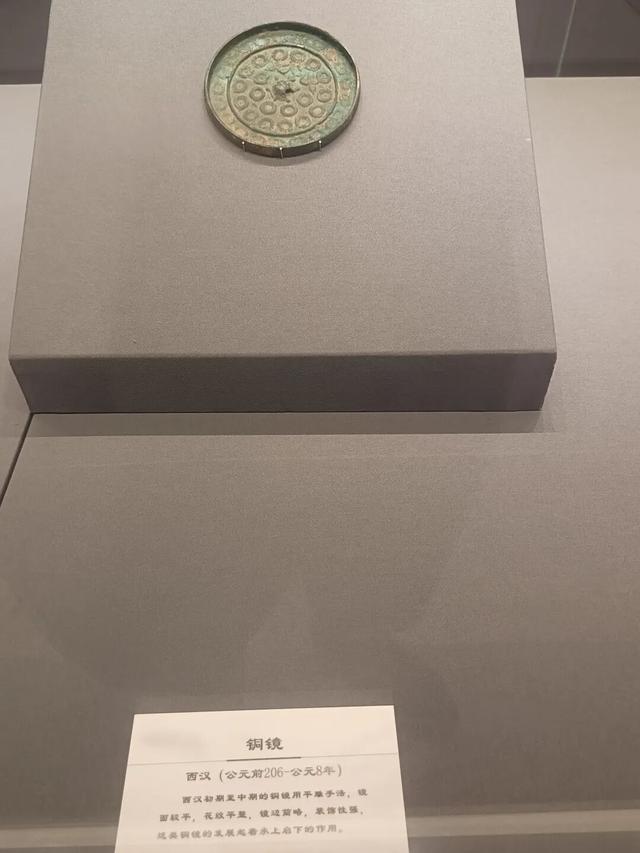 铜镜
西汉（公元前206-公元8年）
西汉初期至中期的铜镜用平雕手法，镜
面较平，花纹平整，镜边简略，装饰性强，
这类铜镜的发展起着承上启下的作用。